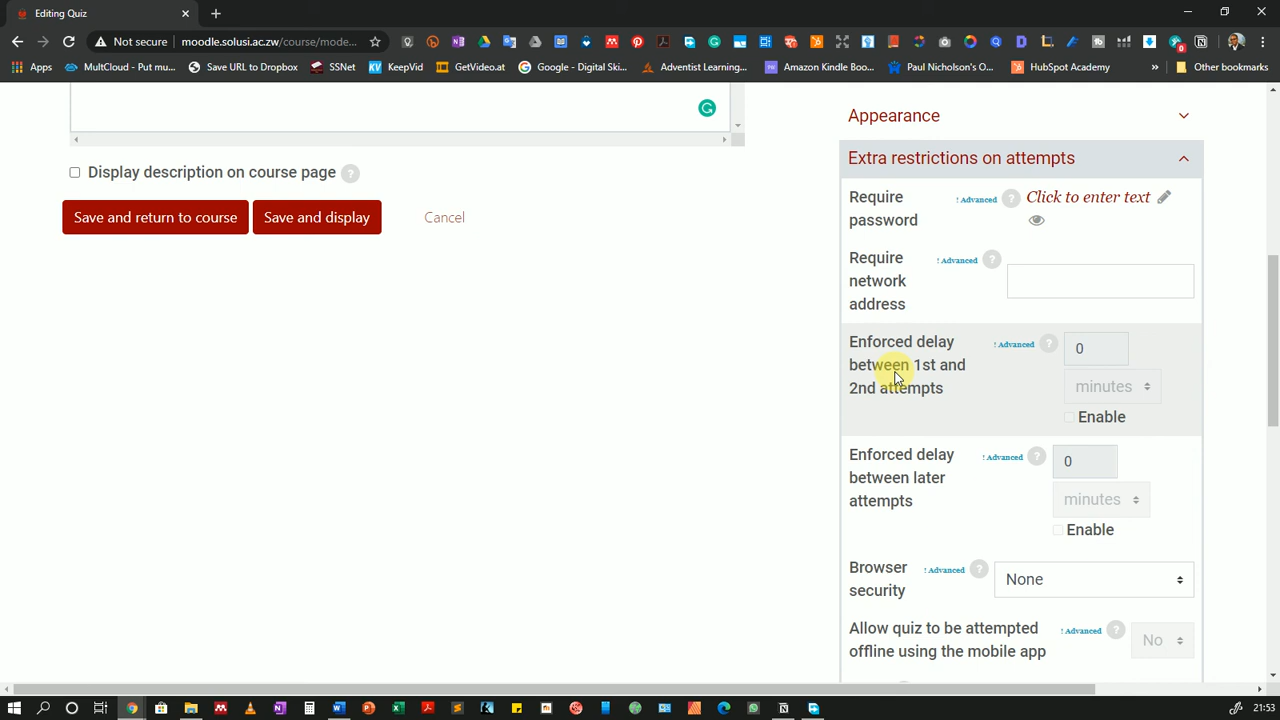 Editing Quiz
Not secure
moodle.solusi.ac.zw/course/mode...
Apps
MultCloud - Put mu...
Save URL to Dropbox
SSNet
KeepVid
GetVideo.at
Google - Digital Ski...
Adventist Learning...
Amazon Kindle Boo...
Paul Nicholson's O...
HubSpot Academy
»
Other bookmarks
Display description on course page ?
Save and return to course
Save and display
Cancel
Appearance
Extra restrictions on attempts
Require password
! Advanced
?
Click to enter text
Require network address
! Advanced
?
Enforced delay between 1st and 2nd attempts
! Advanced
?
0
minutes
Enable
Enforced delay between later attempts
! Advanced
?
0
minutes
Enable
Browser security
! Advanced
?
None
Allow quiz to be attempted offline using the mobile app
! Advanced
?
No
21:53